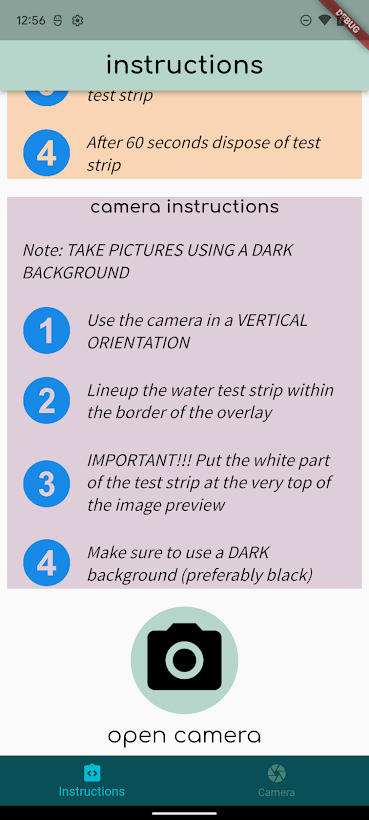 12:56
DEBUG
instructions
test strip
4
After 60 seconds dispose of test
strip
camera instructions
Note: TAKE PICTURES USING A DARK
BACKGROUND
1
Use the camera in a VERTICAL
ORIENTATION
2
Lineup the water test strip within
the border of the overlay
3
IMPORTANT!!! Put the white part
of the test strip at the very top of
the image preview
4
Make sure to use a DARK
background (preferably black)
open camera
Instructions
Camera